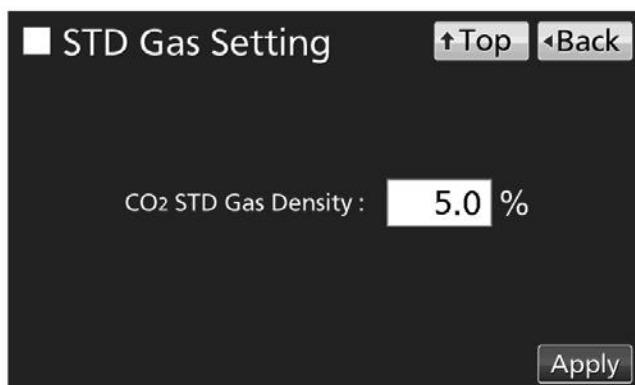 ■ STD Gas Setting
↑Top
◂Back
CO2 STD Gas Density : 5.0 %
Apply